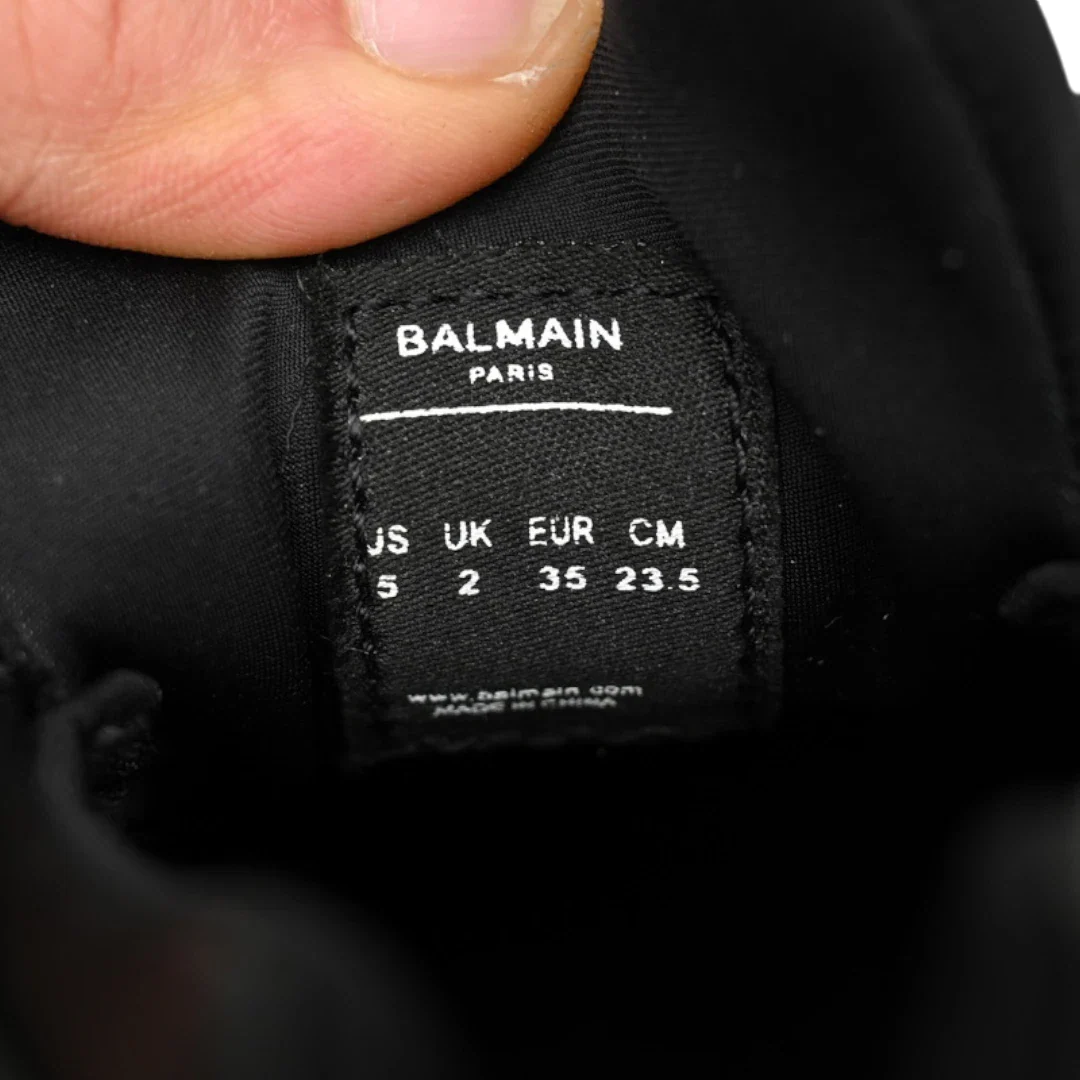 BALMAIN
PARIS
US UK EUR CM
5 2 35 23.5
www.balmain.com
MADE IN CHINA